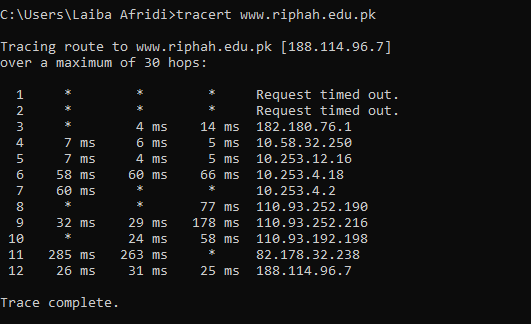 C:\Users\Laiba Afridi>tracert www.riphah.edu.pk
Tracing route to www.riphah.edu.pk [188.114.96.7]
over a maximum of 30 hops:
1 * * * Request timed out.
2 * * * Request timed out.
3 * 4 ms 14 ms 182.180.76.1
4 7 ms 6 ms 5 ms 10.58.32.250
5 7 ms 4 ms 5 ms 10.253.12.16
6 58 ms 60 ms 66 ms 10.253.4.18
7 60 ms * * 10.253.4.2
8 * * 77 ms 110.93.252.190
9 32 ms 29 ms 178 ms 110.93.252.216
10 * 24 ms 58 ms 110.93.192.198
11 285 ms 263 ms * 82.178.32.238
12 26 ms 31 ms 25 ms 188.114.96.7
Trace complete.